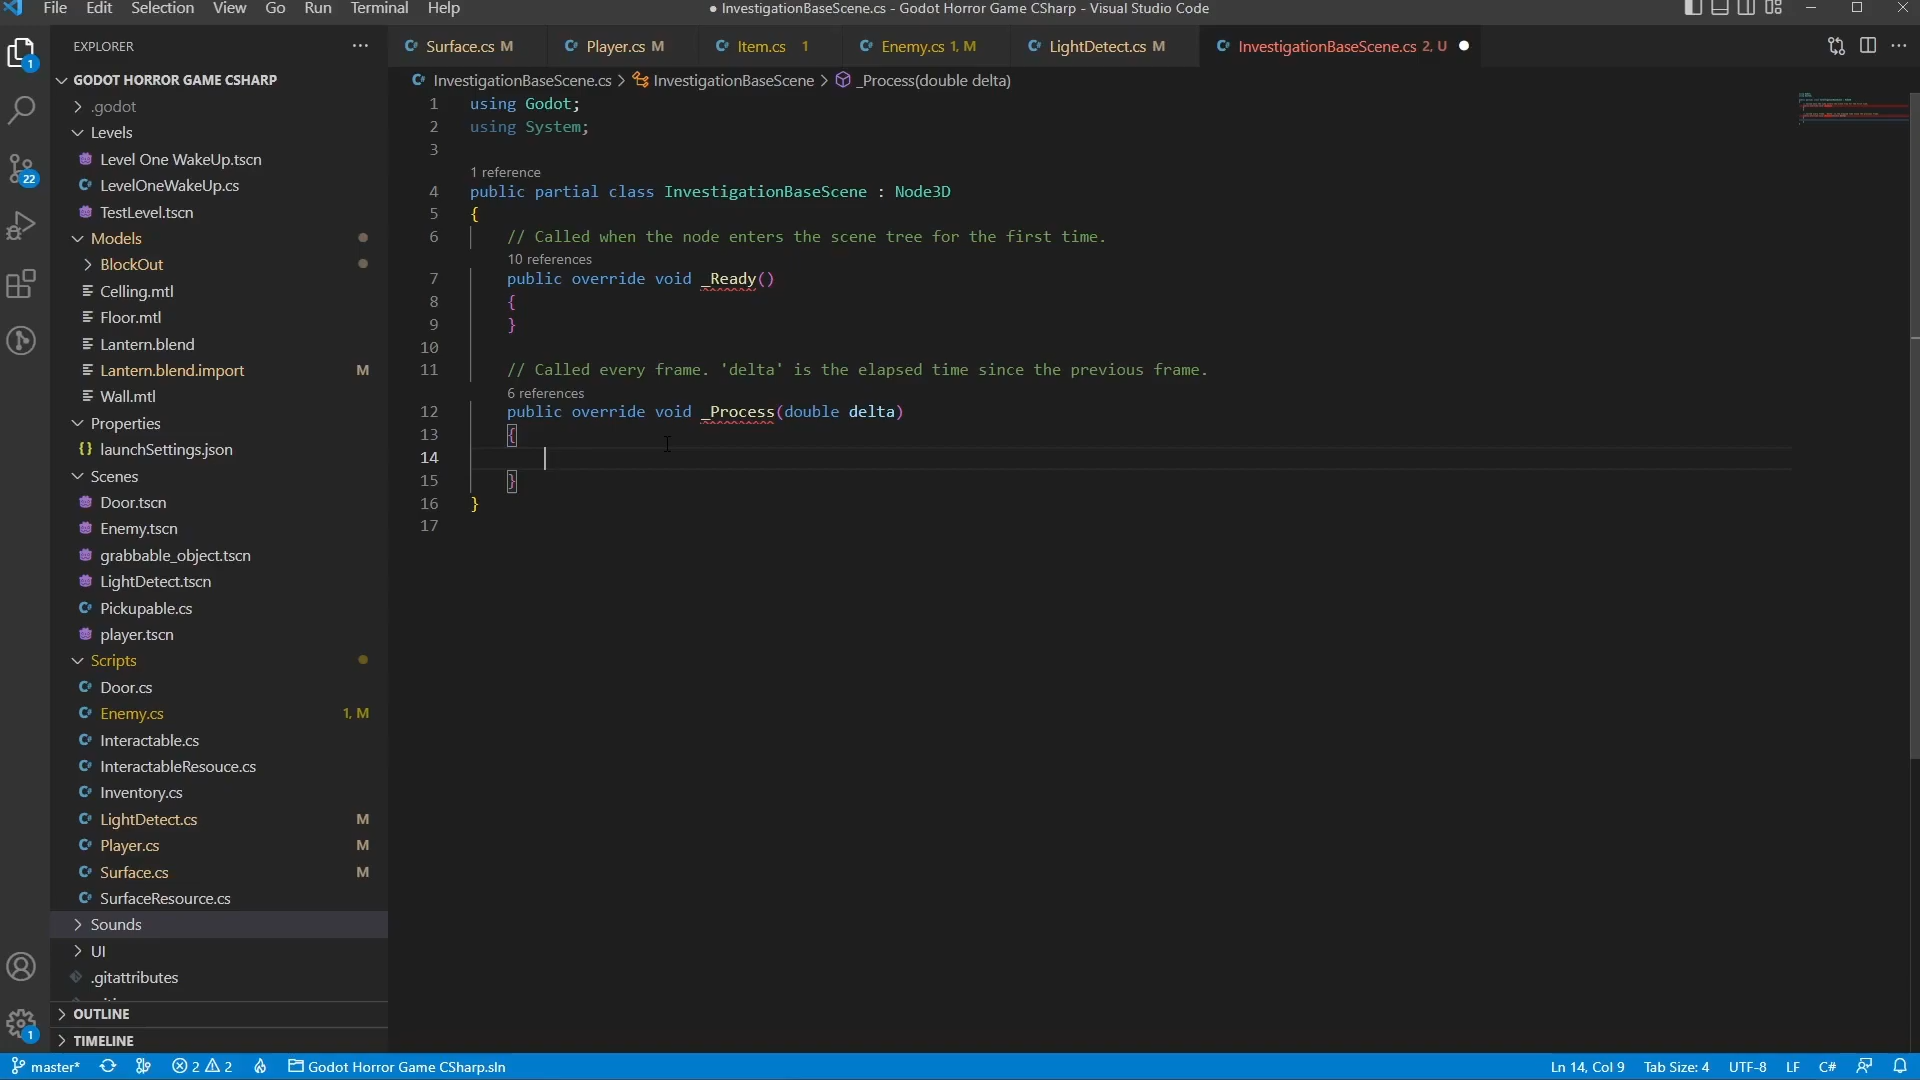 File Edit Selection View Go Run Terminal Help
● InvestigationBaseScene.cs - Godot Horror Game CSharp - Visual Studio Code
EXPLORER
Surface.cs M
Player.cs M
Item.cs 1
Enemy.cs 1, M
LightDetect.cs M
InvestigationBaseScene.cs 2, U
InvestigationBaseScene.cs > InvestigationBaseScene > _Process(double delta)
GODOT HORROR GAME CSHARP
.godot
Levels
Level One WakeUp.tscn
LevelOneWakeUp.cs
TestLevel.tscn
Models
BlockOut
Celling.mtl
Floor.mtl
Lantern.blend
Lantern.blend.import M
Wall.mtl
Properties
launchSettings.json
Scenes
Door.tscn
Enemy.tscn
grabbable_object.tscn
LightDetect.tscn
Pickupable.cs
player.tscn
Scripts
Door.cs
Enemy.cs 1, M
Interactable.cs
InteractableResouce.cs
Inventory.cs
LightDetect.cs M
Player.cs M
Surface.cs M
SurfaceResource.cs
Sounds
UI
.gitattributes
OUTLINE
TIMELINE
1
22
1
1 using Godot;
2 using System;
3
1 reference
4 public partial class InvestigationBaseScene : Node3D
5 {
6 // Called when the node enters the scene tree for the first time.
10 references
7 public override void _Ready()
8 {
9 }
10
11 // Called every frame. 'delta' is the elapsed time since the previous frame.
6 references
12 public override void _Process(double delta)
13 {
14
15 }
16 }
17
master* 2 2 Godot Horror Game CSharp.sln
Ln 14, Col 9 Tab Size: 4 UTF-8 LF C#